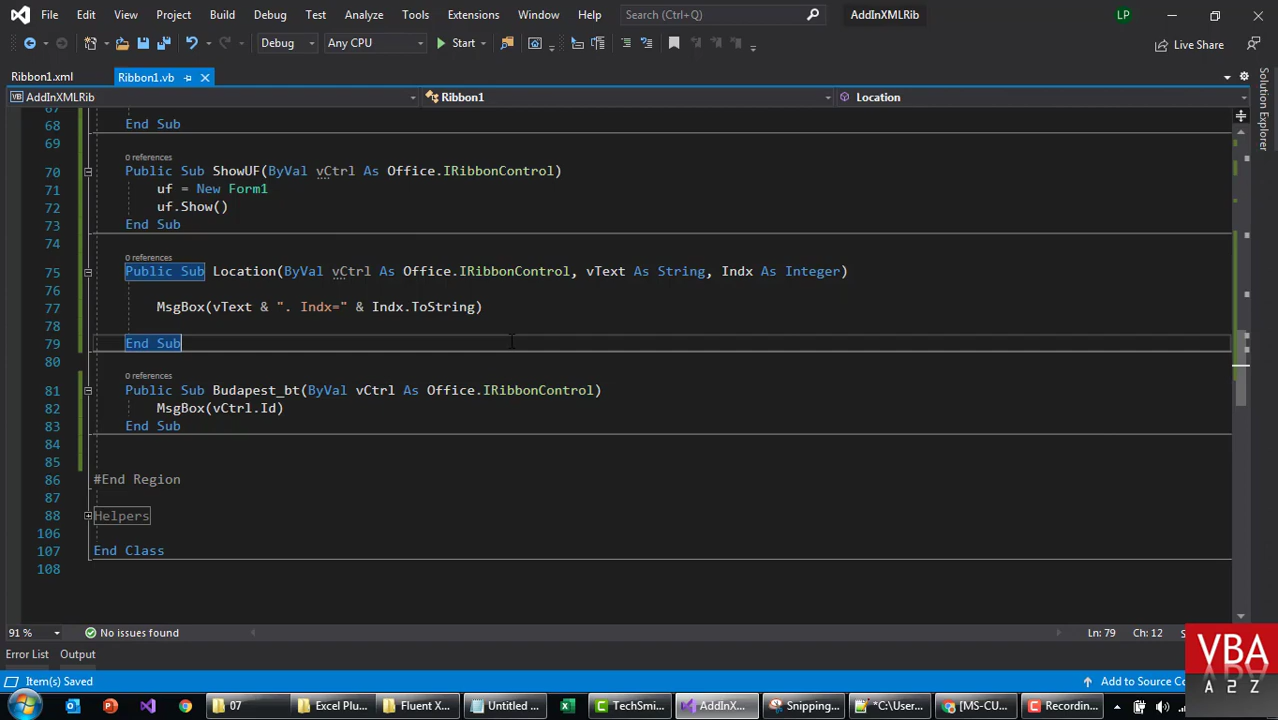 File Edit View Project Build Debug Test Analyze Tools Extensions Window Help Search (Ctrl+Q) AddInXMLRib LP
Debug Any CPU Start Live Share
Ribbon1.xml Ribbon1.vb
AddInXMLRib Ribbon1 Location
68 End Sub
69
0 references
70 Public Sub ShowUF(ByVal vCtrl As Office.IRibbonControl)
71 uf = New Form1
72 uf.Show()
73 End Sub
74
0 references
75 Public Sub Location(ByVal vCtrl As Office.IRibbonControl, vText As String, Indx As Integer)
76
77 MsgBox(vText & ". Indx=" & Indx.ToString)
78
79 End Sub
80
0 references
81 Public Sub Budapest_bt(ByVal vCtrl As Office.IRibbonControl)
82 MsgBox(vCtrl.Id)
83 End Sub
84
85
86 #End Region
87
88 Helpers
106
107 End Class
108
Solution Explorer
91 % No issues found Ln: 79 Ch: 12
Error List Output
Item(s) Saved Add to Source
VBA
A 2 Z
07 Excel Plu... Fluent X... Untitled ... TechSmi... AddInX... Snipping... *C:\Users... [MS-CU... Recordin...